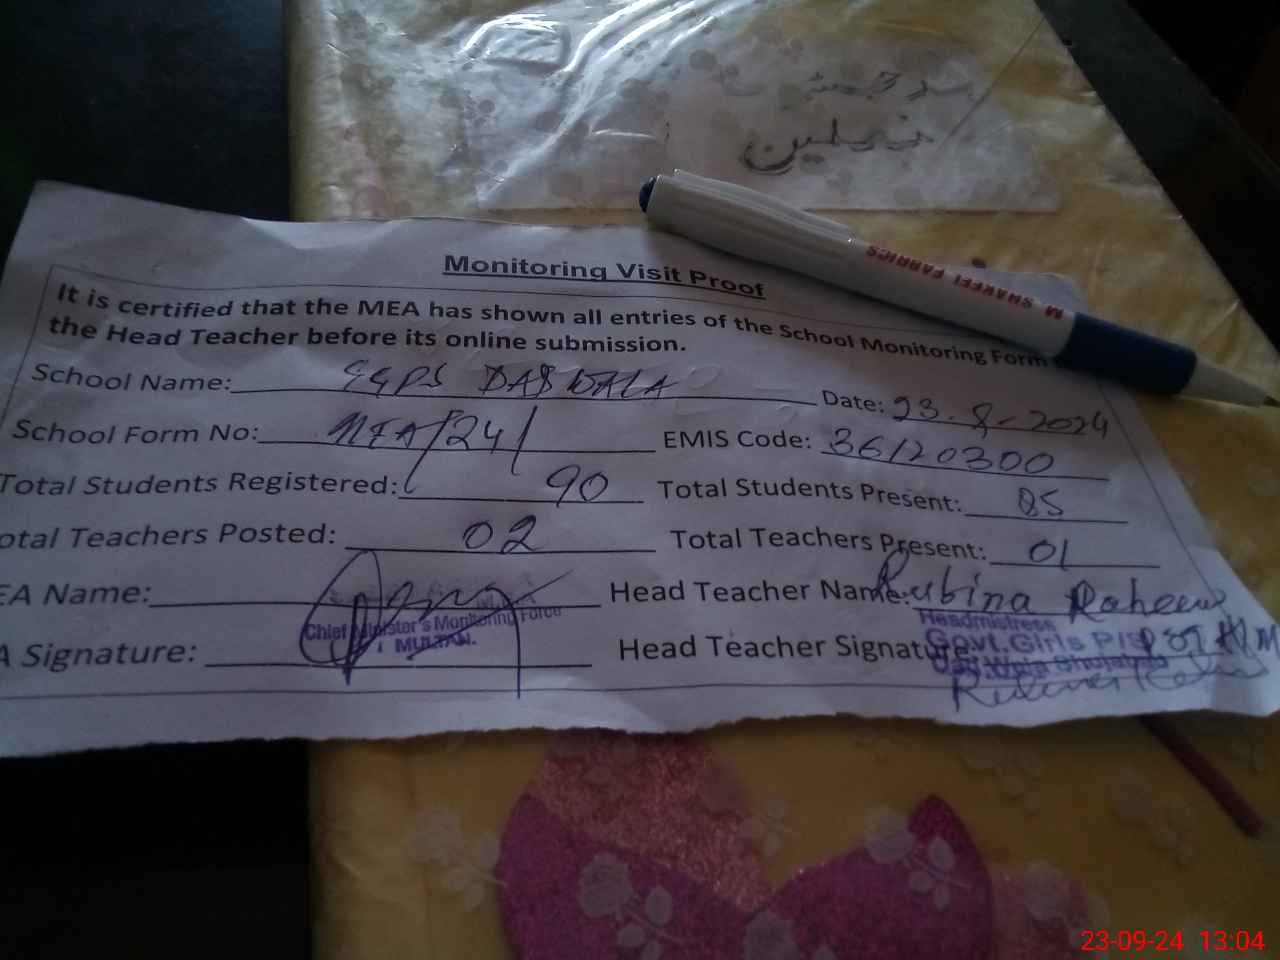 Monitoring Visit Proof
It is certified that the MEA has shown all entries of the School Monitoring Form
the Head Teacher before its online submission.
School Name: GGPS DAB WALA Date: 23.8-2024
School Form No: MEA/24/ EMIS Code: 36120300
Total Students Registered: 90 Total Students Present: 85
otal Teachers Posted: 02 Total Teachers Present: 01
EA Name: Head Teacher Name: Rubina Raheem
A Signature: Head Teacher Signature:
Chief Minister's Monitoring Force
MULTAN.
Headmistress
Govt.Girls P/S
M SHAKEEL FABRICS
23-09-24 13:04